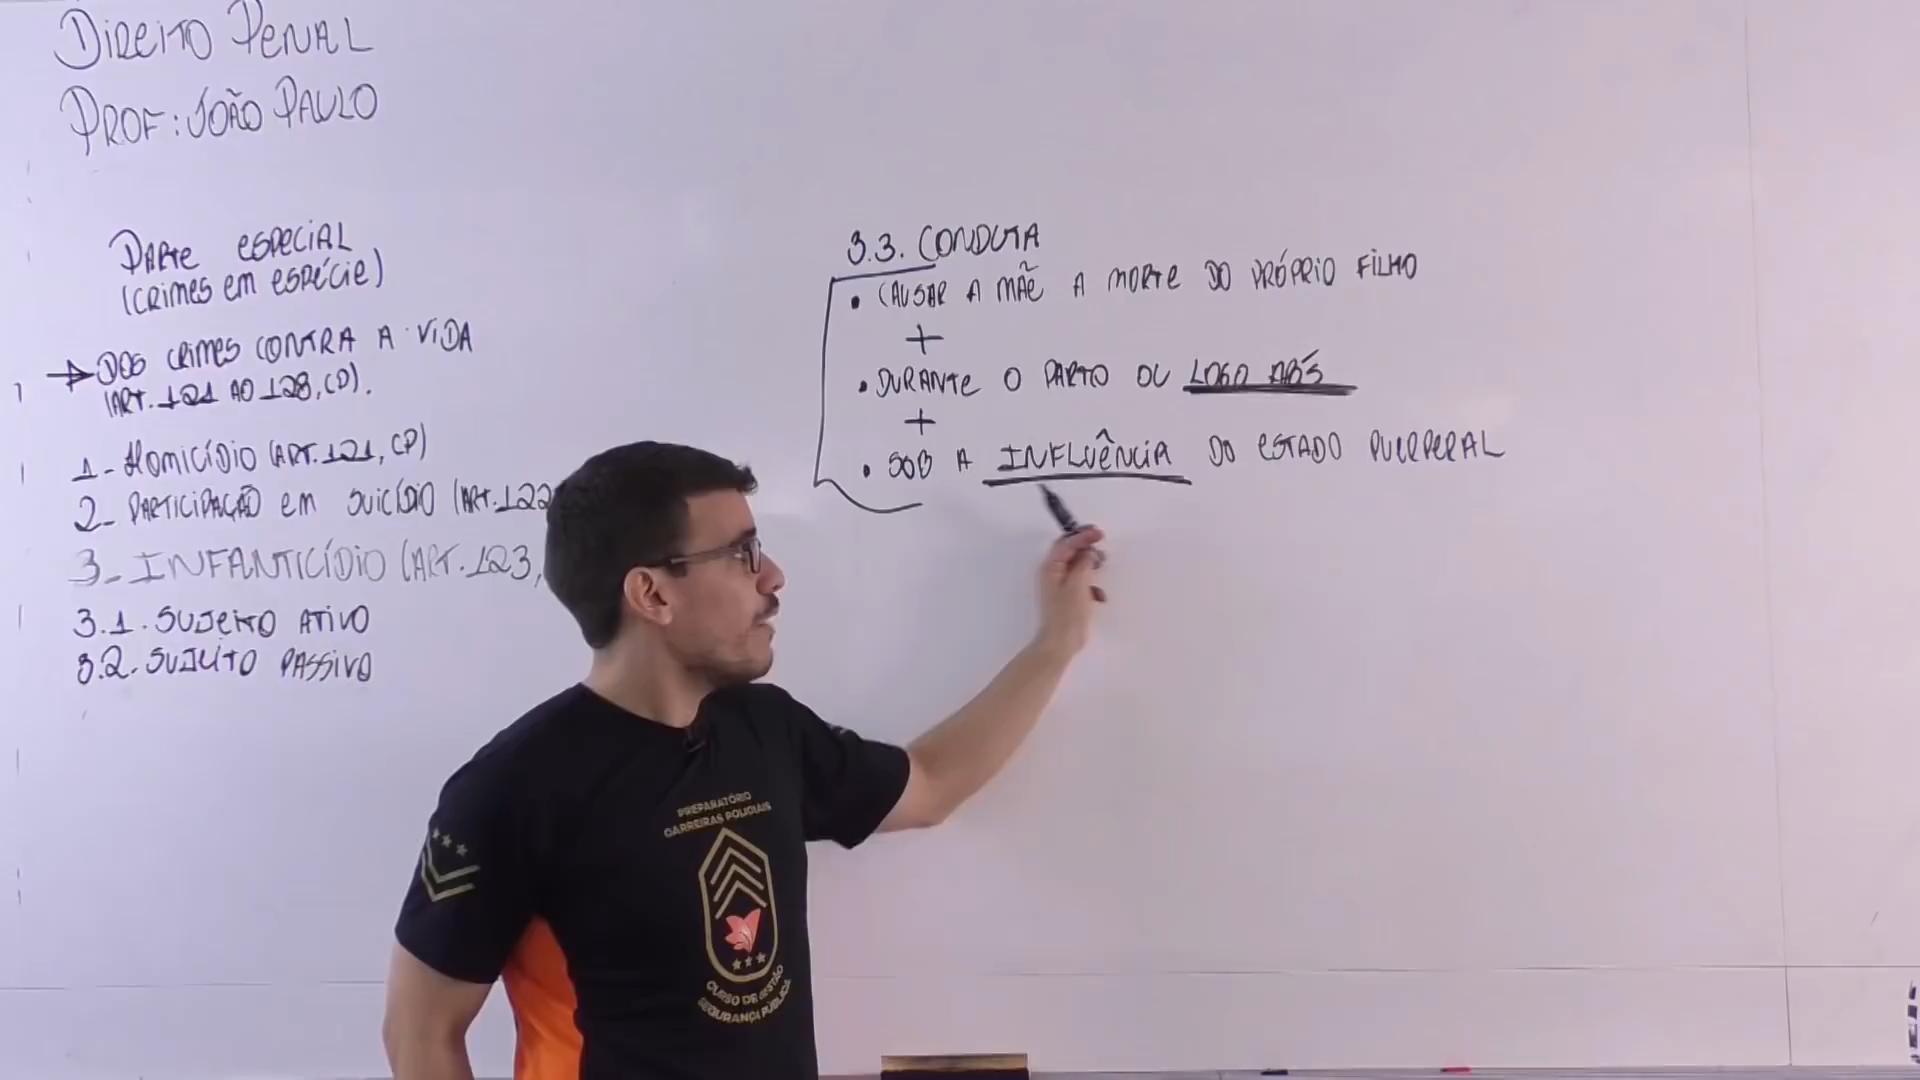 DIREITO PENAL
PROF: JOÃO PAULO
PARTE ESPECIAL
(CRIMES EM ESPÉCIE)
DOS CRIMES CONTRA A VIDA
(ART. 121 AO 128, CP).
1- HOMICÍDIO (ART. 121, CP)
2- PARTICIPAÇÃO EM SUICÍDIO (ART. 122
3- INFANTICÍDIO (ART. 123,
3.1. SUJEITO ATIVO
3.2. SUJEITO PASSIVO
3.3. CONDUTA
• CAUSAR A MÃE A MORTE DO PRÓPRIO FILHO
+
• DURANTE O PARTO OU LOGO APÓS
+
• SOB A INFLUÊNCIA DO ESTADO PUERPERAL
PREPARATÓRIO
CARREIRAS POLICIAIS
CURSO DE GESTÃO
SEGURANÇA PÚBLICA